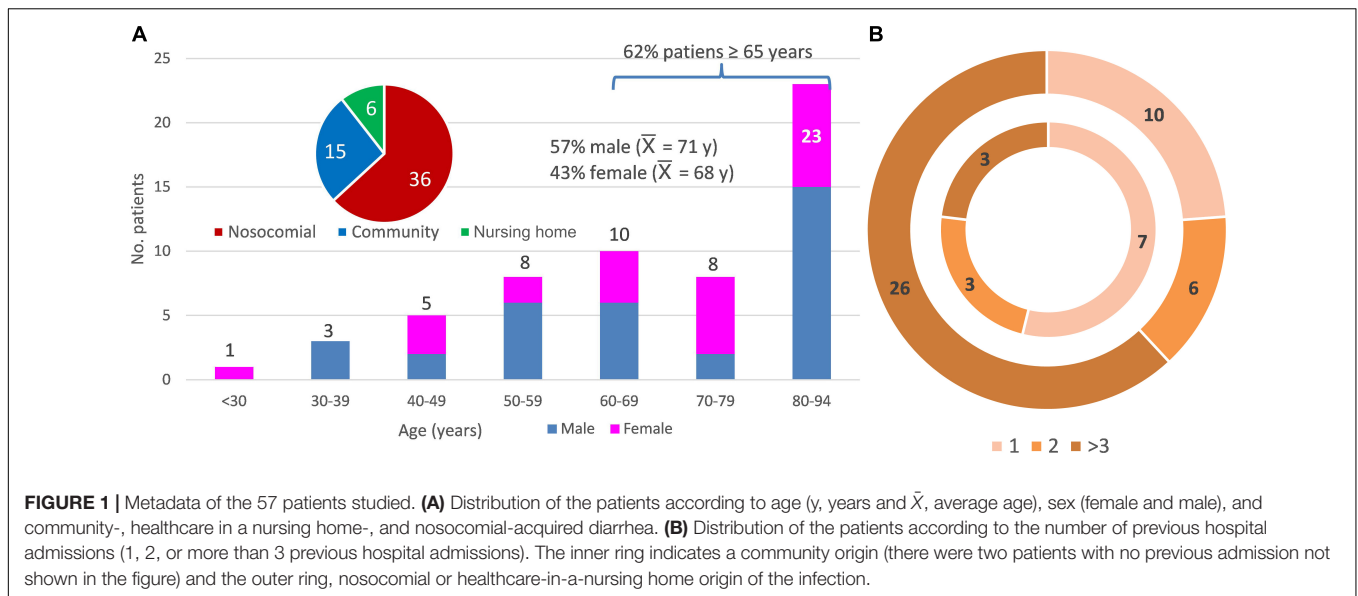 A
B
62% patiens ≥ 65 years
25
20
15
10
5
0
No. patients
6
15
36
57% male (X̅ = 71 y)
43% female (X̅ = 68 y)
Nosocomial Community Nursing home
1
3
5
8
10
8
23
<30 30-39 40-49 50-59 60-69 70-79 80-94
Age (years)
Male Female
10
3
7
3
26
6
1 2 >3
FIGURE 1 | Metadata of the 57 patients studied. (A) Distribution of the patients according to age (y, years and X̄, average age), sex (female and male), and
community-, healthcare in a nursing home-, and nosocomial-acquired diarrhea. (B) Distribution of the patients according to the number of previous hospital
admissions (1, 2, or more than 3 previous hospital admissions). The inner ring indicates a community origin (there were two patients with no previous admission not
shown in the figure) and the outer ring, nosocomial or healthcare-in-a-nursing home origin of the infection.